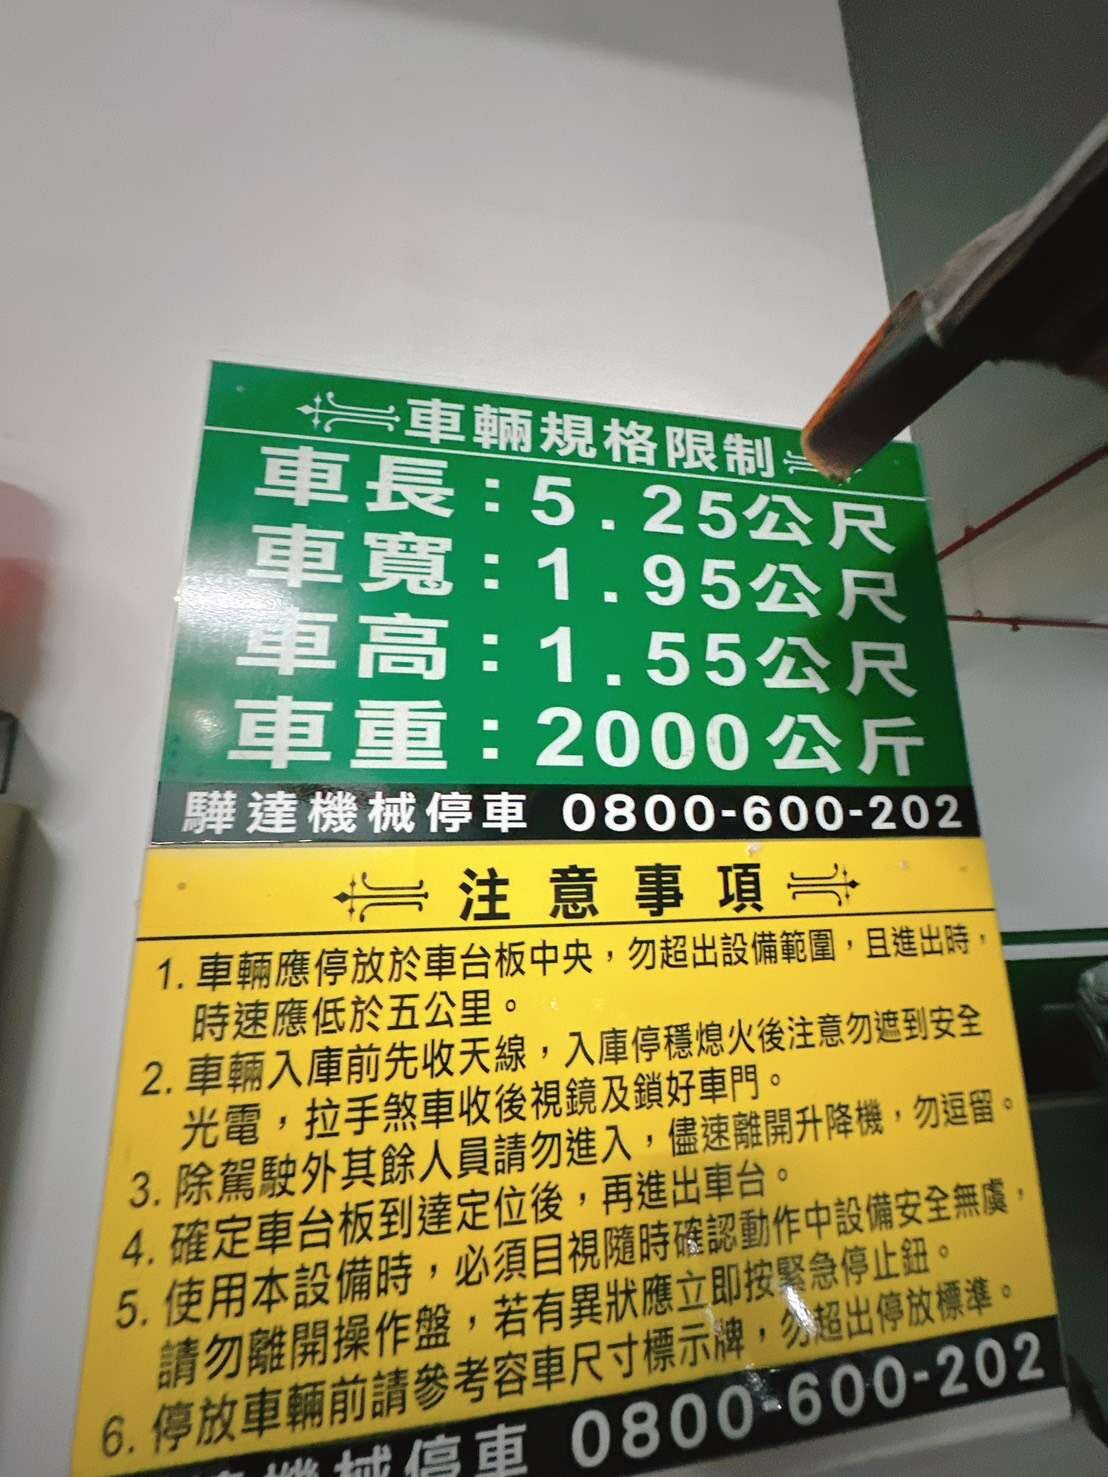 車輛規格限制
車長：5.25公尺
車寬：1.95公尺
車高：1.55公尺
車重：2000公斤
驊達機械停車 0800-600-202
注意事項
1. 車輛應停放於車台板中央，勿超出設備範圍，且進出時，
時速應低於五公里。
2. 車輛入庫前先收天線，入庫停穩熄火後注意勿遮到安全
光電，拉手煞車收後視鏡及鎖好車門。
3. 除駕駛外其餘人員請勿進入，儘速離開升降機，勿逗留。
4. 確定車台板到達定位後，再進出車台。
5. 使用本設備時，必須目視隨時確認動作中設備安全無虞，
請勿離開操作盤，若有異狀應立即按緊急停止鈕。
6. 停放車輛前請參考容車尺寸標示牌，勿超出停放標準。
驊達機械停車 0800-600-202